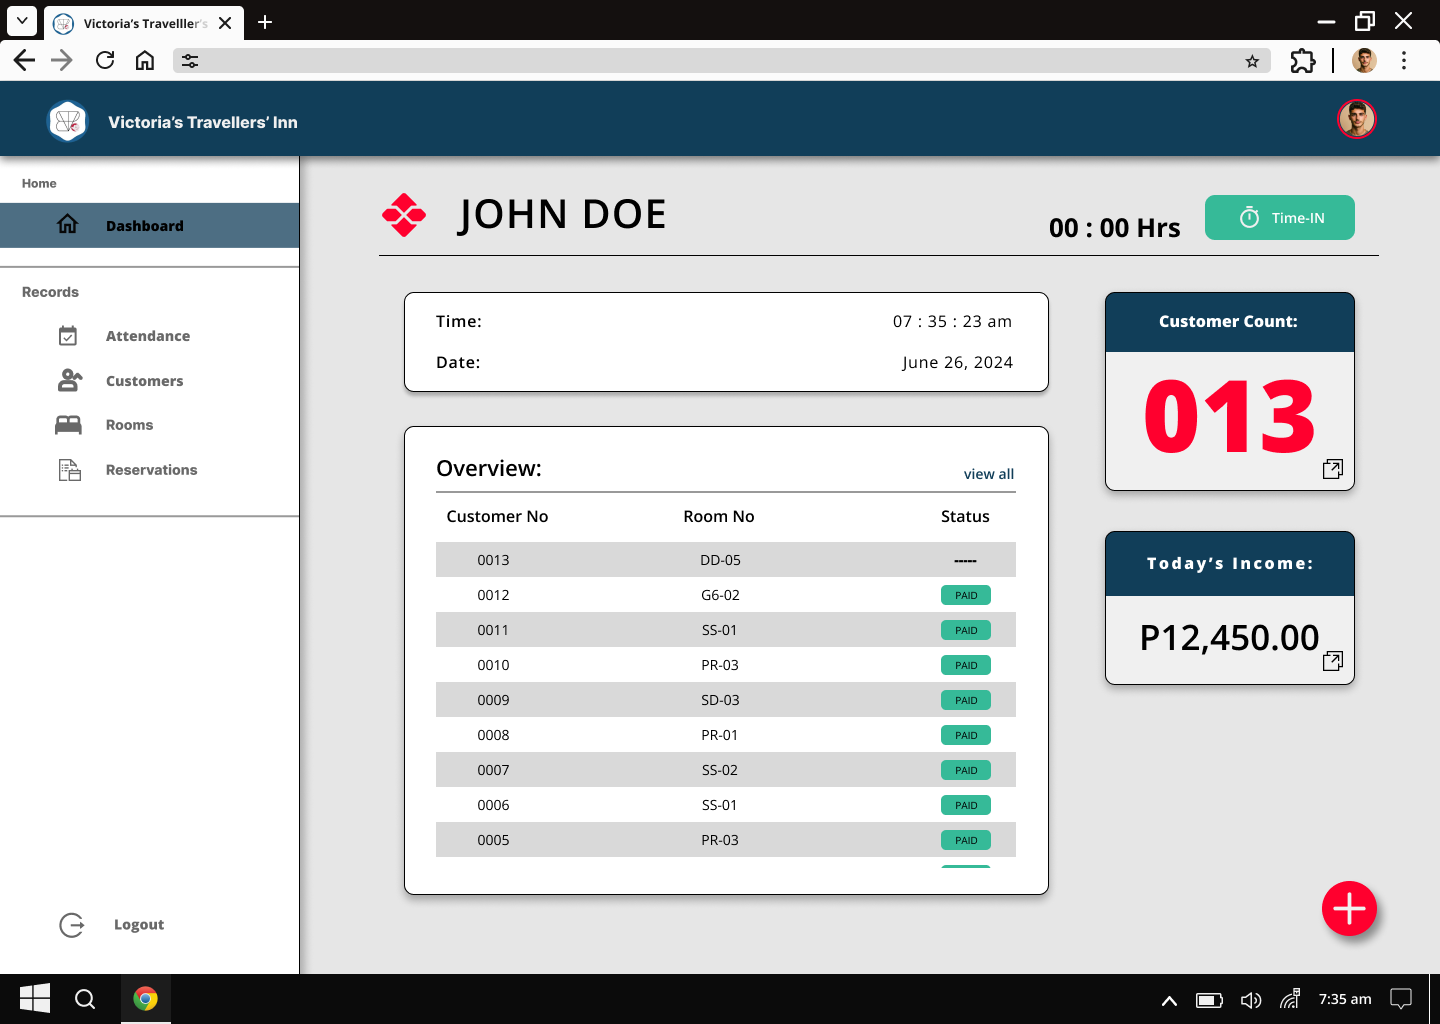 Victoria's Travelller's
Victoria's Travellers' Inn
Home
Dashboard
Records
Attendance
Customers
Rooms
Reservations
Logout
JOHN DOE
00 : 00 Hrs
Time-IN
Time: 07 : 35 : 23 am
Date: June 26, 2024
Overview: view all
Customer No Room No Status
0013 DD-05 -----
0012 G6-02 PAID
0011 SS-01 PAID
0010 PR-03 PAID
0009 SD-03 PAID
0008 PR-01 PAID
0007 SS-02 PAID
0006 SS-01 PAID
0005 PR-03 PAID
Customer Count:
013
Today's Income:
P12,450.00
7:35 am